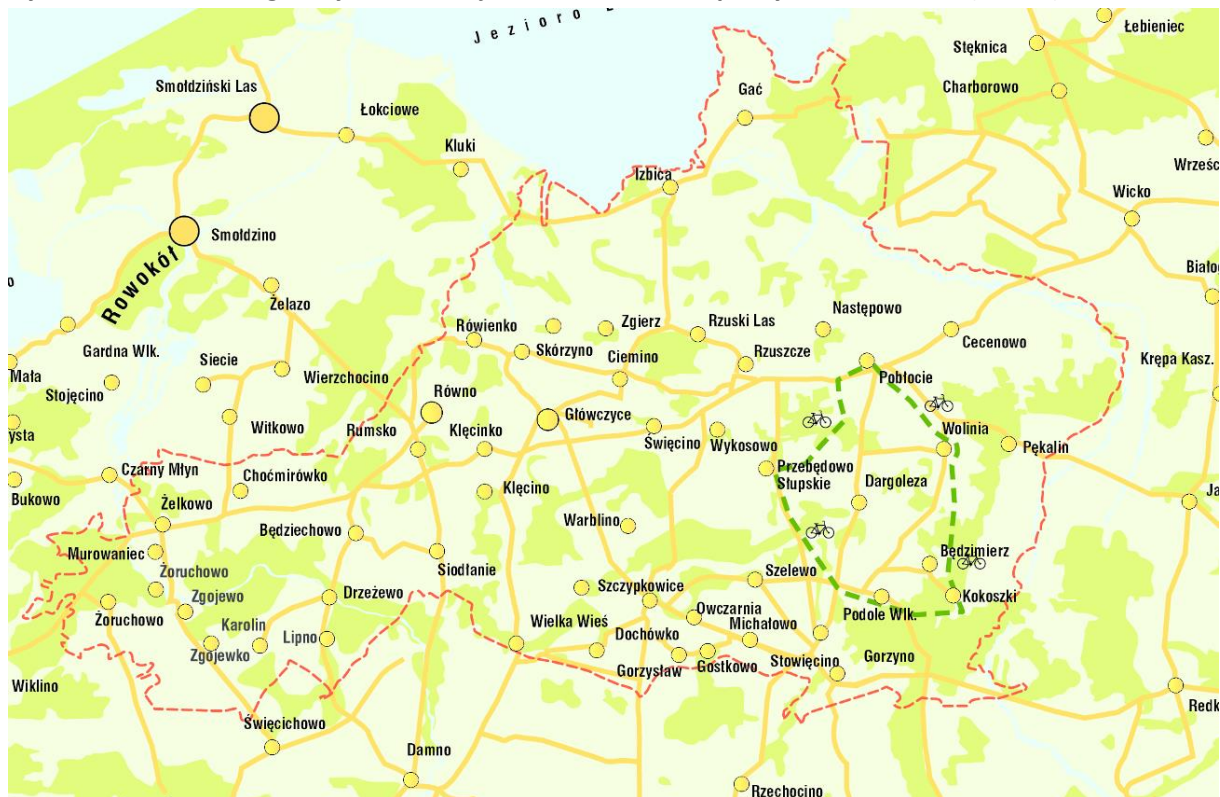 Jezioro
Łebieniec
Stęknica
Smołdziński Las
Gać
Charborowo
Łokciowe
Kluki
Izbica
Wicko
Smołdzino
Rowokół
Żelazo
Rówienko
Zgierz
Rzuski Las
Następowo
Cecenowo
Gardna Wlk.
Siecie
Skórzyno
Ciemino
Rzuszcze
Krępa Kasz.
Mała
Stojęcino
Wierzchocino
Równo
Pobłocie
Witkowo
Rumsko
Klęcinko
Główczyce
Święcino
Wykosowo
Wolinia
Pękalin
Czarny Młyn
Choćmirówko
Przebędowo
Słupskie
Dargoleza
Bukowo
Żelkowo
Klęcino
Będziechowo
Warblino
Murowaniec
Siodłanie
Będzimierz
Żoruchowo
Zgojewo
Drzeżewo
Szczypkowice
Szelewo
Kokoszki
Żoruchowo
Karolin
Lipno
Wielka Wieś
Owczarnia
Podole Wlk.
Zgojewko
Dochówko
Michałowo
Gorzysław
Gostkowo
Stowięcino
Gorzyno
Wiklino
Święcichowo
Damno
Rzechocino